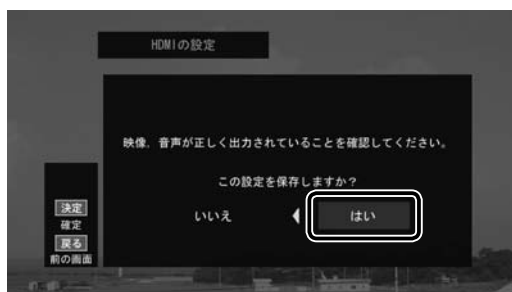 HDMIの設定
映像，音声が正しく出力されていることを確認してください。
この設定を保存しますか？
いいえ
はい
決定
確定
戻る
前の画面